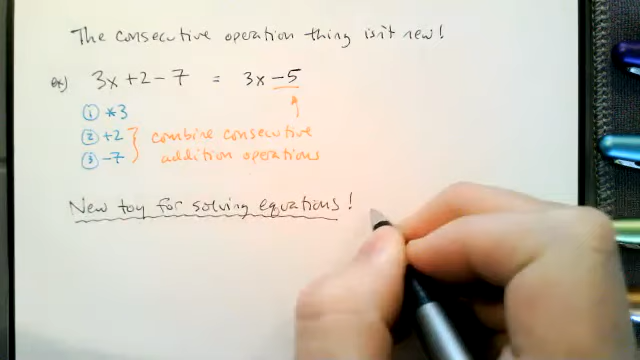 The consecutive operation thing isn't new!
ex) 3x +2 - 7 = 3x - 5
① *3
② +2 } combine consecutive
③ -7 addition operations
New toy for solving equations!